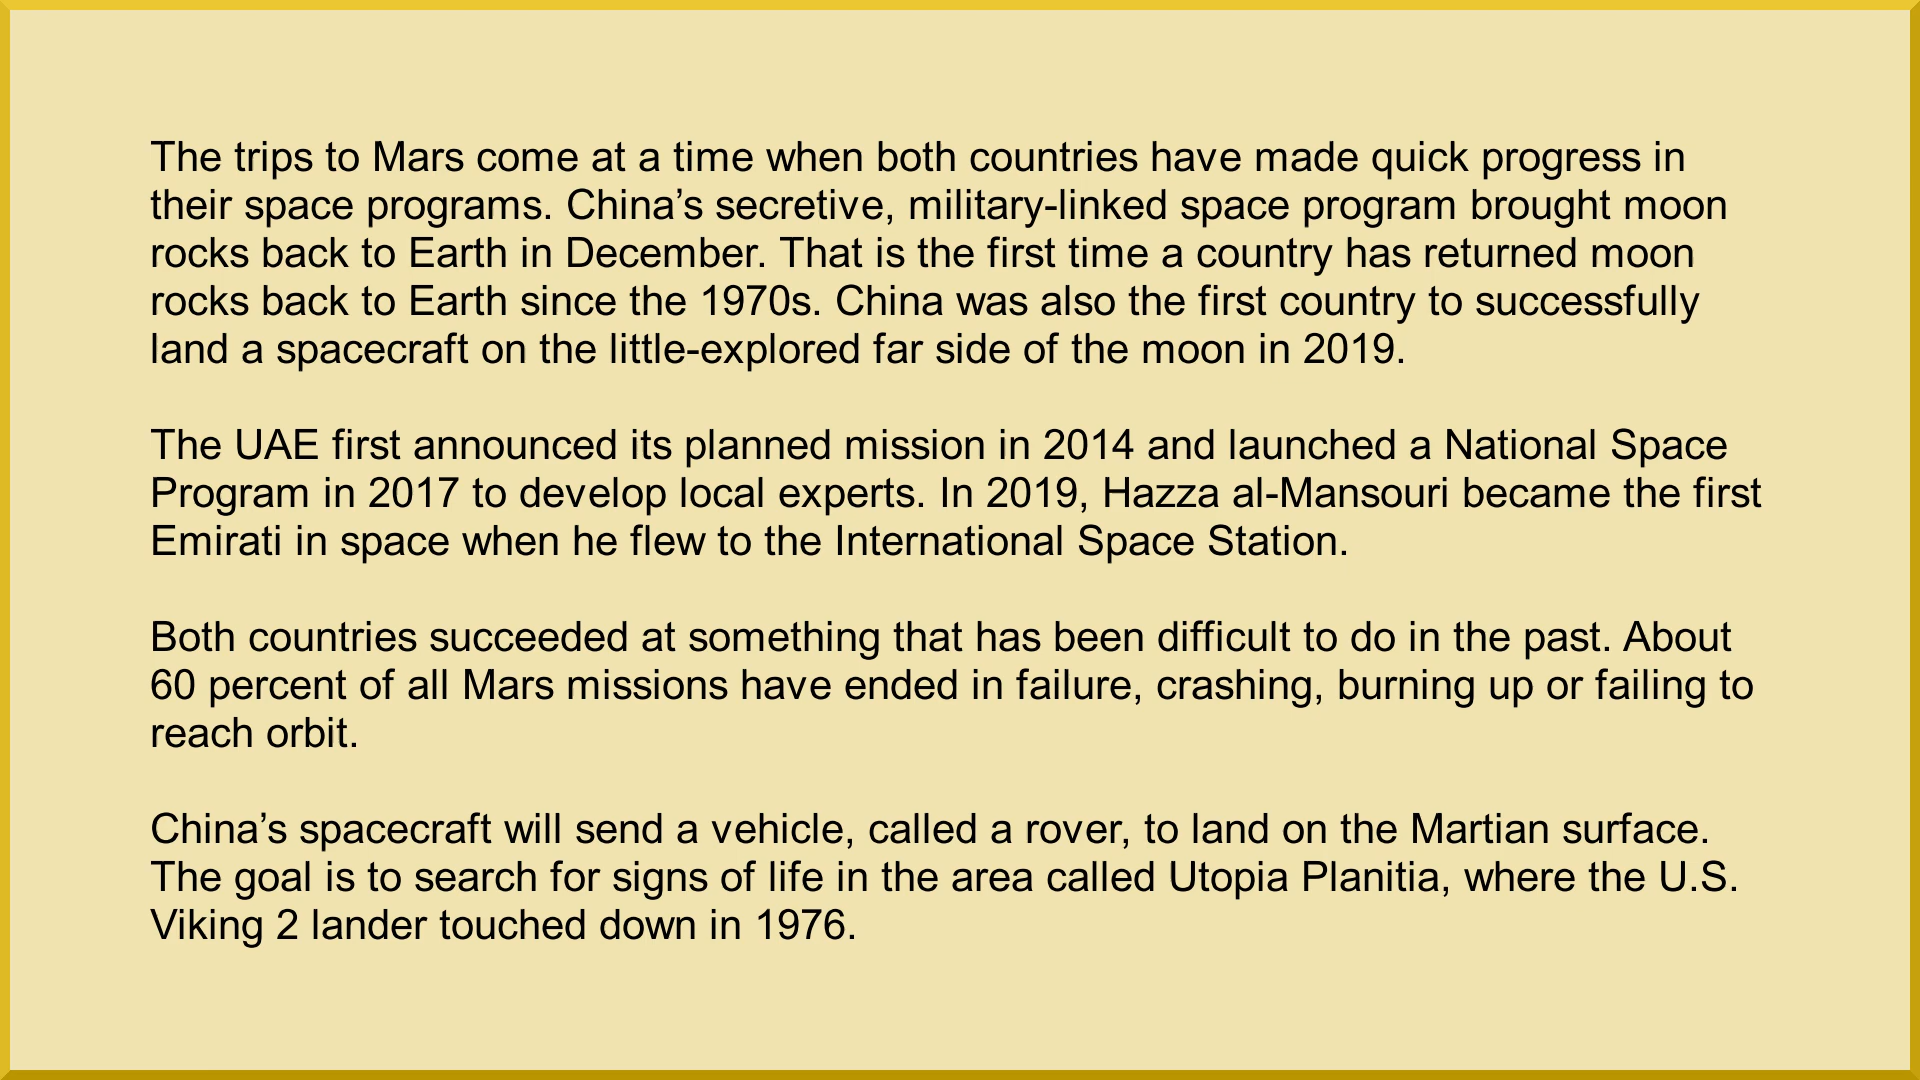 The trips to Mars come at a time when both countries have made quick progress in
their space programs. China’s secretive, military-linked space program brought moon
rocks back to Earth in December. That is the first time a country has returned moon
rocks back to Earth since the 1970s. China was also the first country to successfully
land a spacecraft on the little-explored far side of the moon in 2019.
The UAE first announced its planned mission in 2014 and launched a National Space
Program in 2017 to develop local experts. In 2019, Hazza al-Mansouri became the first
Emirati in space when he flew to the International Space Station.
Both countries succeeded at something that has been difficult to do in the past. About
60 percent of all Mars missions have ended in failure, crashing, burning up or failing to
reach orbit.
China’s spacecraft will send a vehicle, called a rover, to land on the Martian surface.
The goal is to search for signs of life in the area called Utopia Planitia, where the U.S.
Viking 2 lander touched down in 1976.